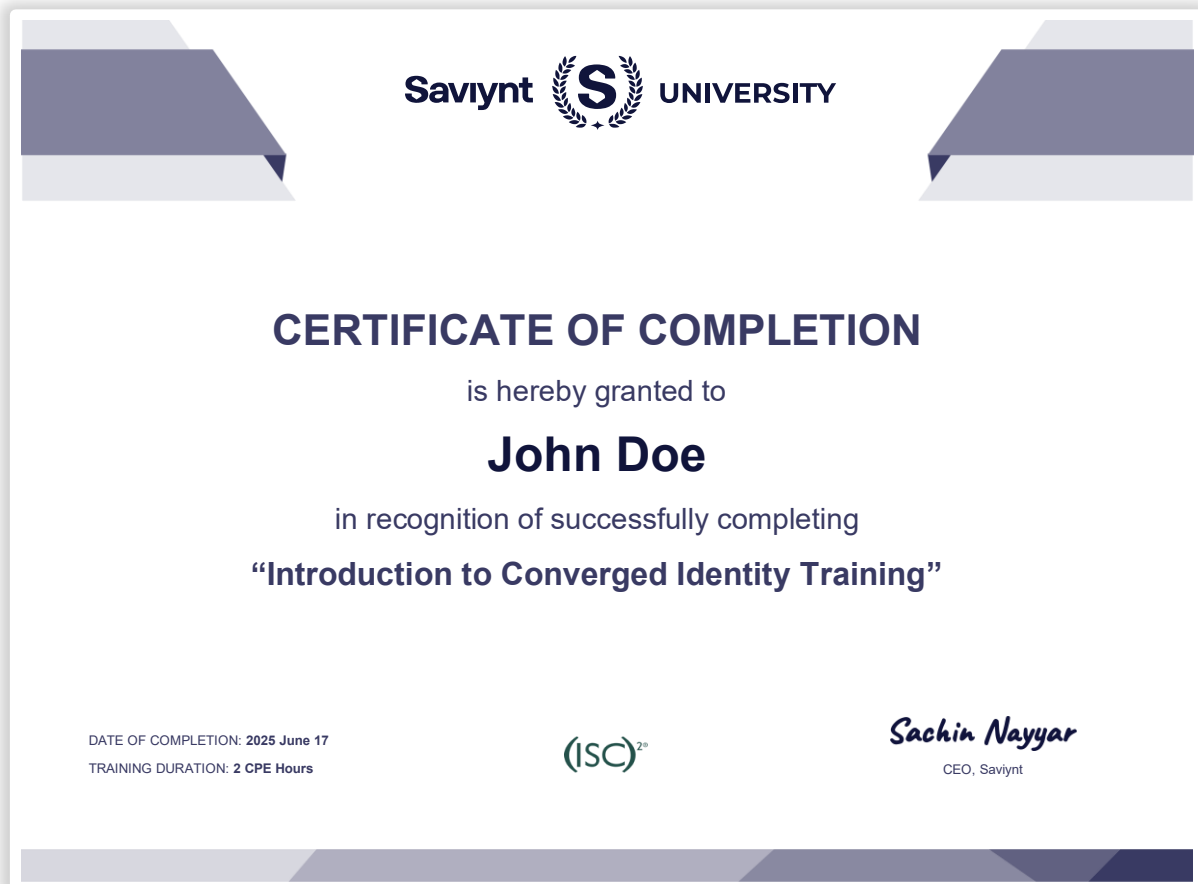 Saviynt S UNIVERSITY
CERTIFICATE OF COMPLETION
is hereby granted to
John Doe
in recognition of successfully completing
“Introduction to Converged Identity Training”
DATE OF COMPLETION: 2025 June 17
TRAINING DURATION: 2 CPE Hours
(ISC)²®
Sachin Nayyar
CEO, Saviynt